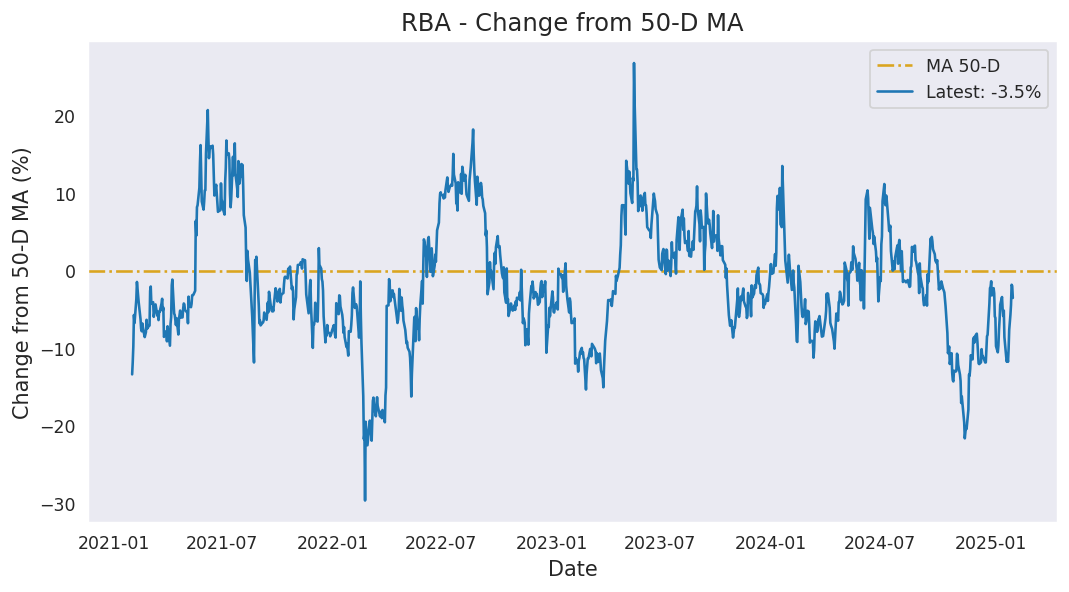 RBA - Change from 50-D MA
MA 50-D
Latest: -3.5%
Change from 50-D MA (%)
20
10
0
−10
−20
−30
2021-01 2021-07 2022-01 2022-07 2023-01 2023-07 2024-01 2024-07 2025-01
Date